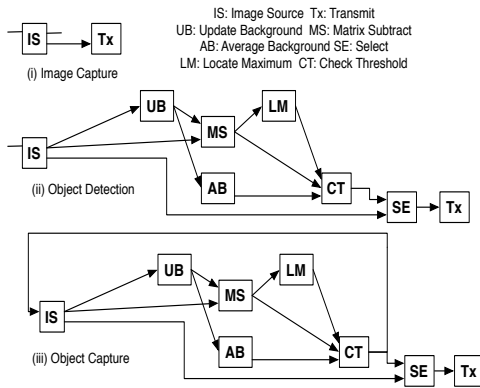 IS: Image Source Tx: Transmit
UB: Update Background MS: Matrix Subtract
AB: Average Background SE: Select
LM: Locate Maximum CT: Check Threshold
IS
Tx
(i) Image Capture
UB
LM
MS
IS
AB
CT
(ii) Object Detection
SE
Tx
UB
LM
MS
IS
AB
CT
(iii) Object Capture
SE
Tx